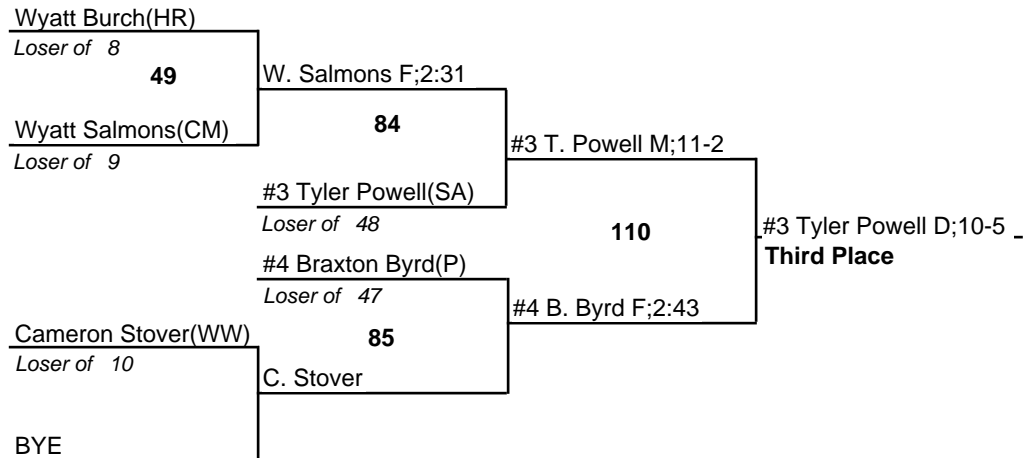 Wyatt Burch(HR)
Loser of 8
49
W. Salmons F;2:31
Wyatt Salmons(CM)
Loser of 9
84
#3 T. Powell M;11-2
#3 Tyler Powell(SA)
Loser of 48
110
#3 Tyler Powell D;10-5
Third Place
#4 Braxton Byrd(P)
Loser of 47
#4 B. Byrd F;2:43
Cameron Stover(WW)
Loser of 10
85
C. Stover
BYE